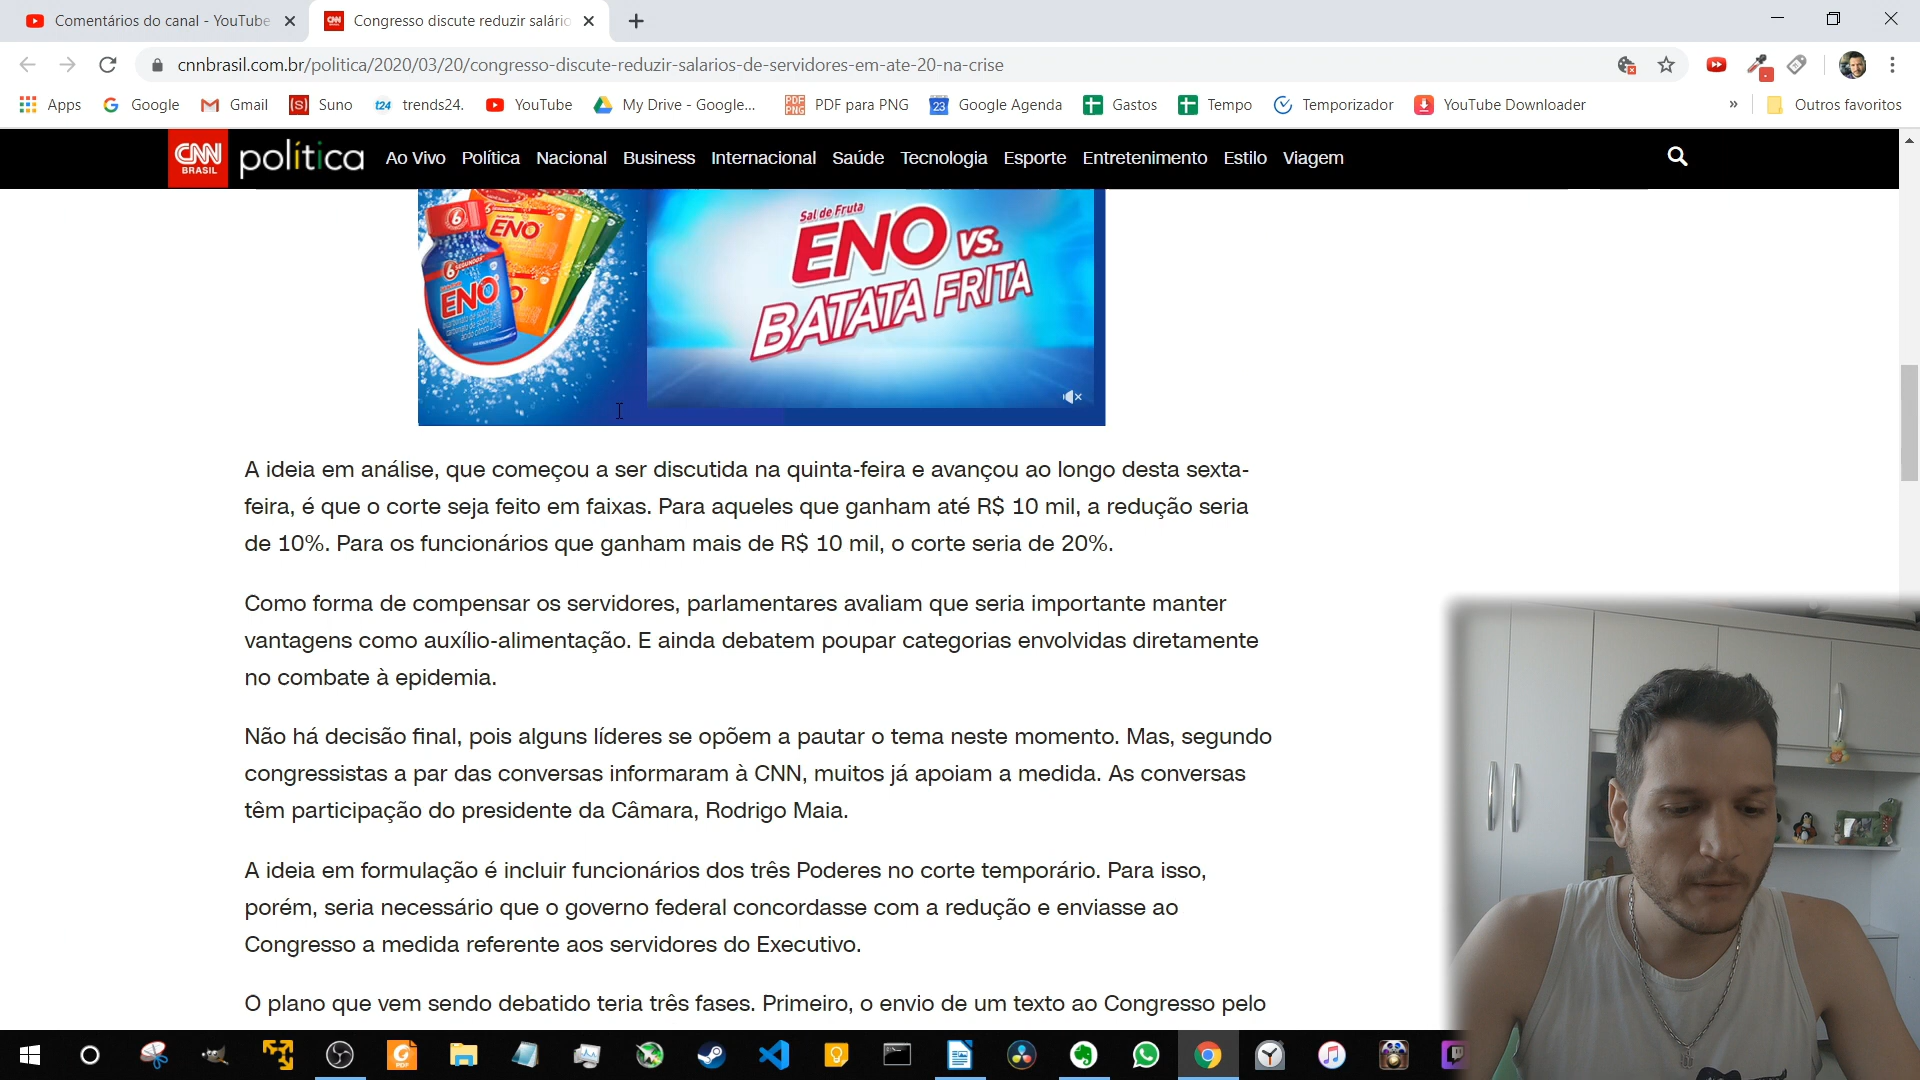 Comentários do canal - YouTube
Congresso discute reduzir salário
cnnbrasil.com.br/politica/2020/03/20/congresso-discute-reduzir-salarios-de-servidores-em-ate-20-na-crise
Apps Google Gmail Suno trends24. YouTube My Drive - Google... PDF para PNG Google Agenda Gastos Tempo Temporizador YouTube Downloader » Outros favoritos
CNN BRASIL política Ao Vivo Política Nacional Business Internacional Saúde Tecnologia Esporte Entretenimento Estilo Viagem
Sal de Fruta
ENO vs.
BATATA FRITA
6
ENO
6 SEGUNDOS
ENO
A ideia em análise, que começou a ser discutida na quinta-feira e avançou ao longo desta sexta-
feira, é que o corte seja feito em faixas. Para aqueles que ganham até R$ 10 mil, a redução seria
de 10%. Para os funcionários que ganham mais de R$ 10 mil, o corte seria de 20%.
Como forma de compensar os servidores, parlamentares avaliam que seria importante manter
vantagens como auxílio-alimentação. E ainda debatem poupar categorias envolvidas diretamente
no combate à epidemia.
Não há decisão final, pois alguns líderes se opõem a pautar o tema neste momento. Mas, segundo
congressistas a par das conversas informaram à CNN, muitos já apoiam a medida. As conversas
têm participação do presidente da Câmara, Rodrigo Maia.
A ideia em formulação é incluir funcionários dos três Poderes no corte temporário. Para isso,
porém, seria necessário que o governo federal concordasse com a redução e enviasse ao
Congresso a medida referente aos servidores do Executivo.
O plano que vem sendo debatido teria três fases. Primeiro, o envio de um texto ao Congresso pelo